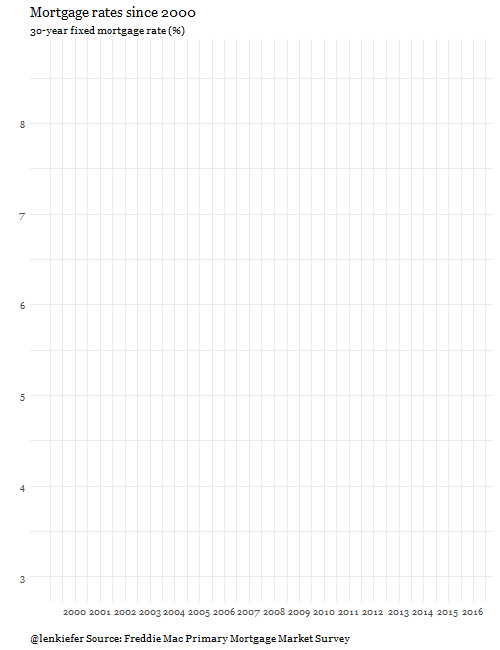 Mortgage rates since 2000
30-year fixed mortgage rate (%)
8
7
6
5
4
3
2000 2001 2002 2003 2004 2005 2006 2007 2008 2009 2010 2011 2012 2013 2014 2015 2016
@lenkiefer Source: Freddie Mac Primary Mortgage Market Survey